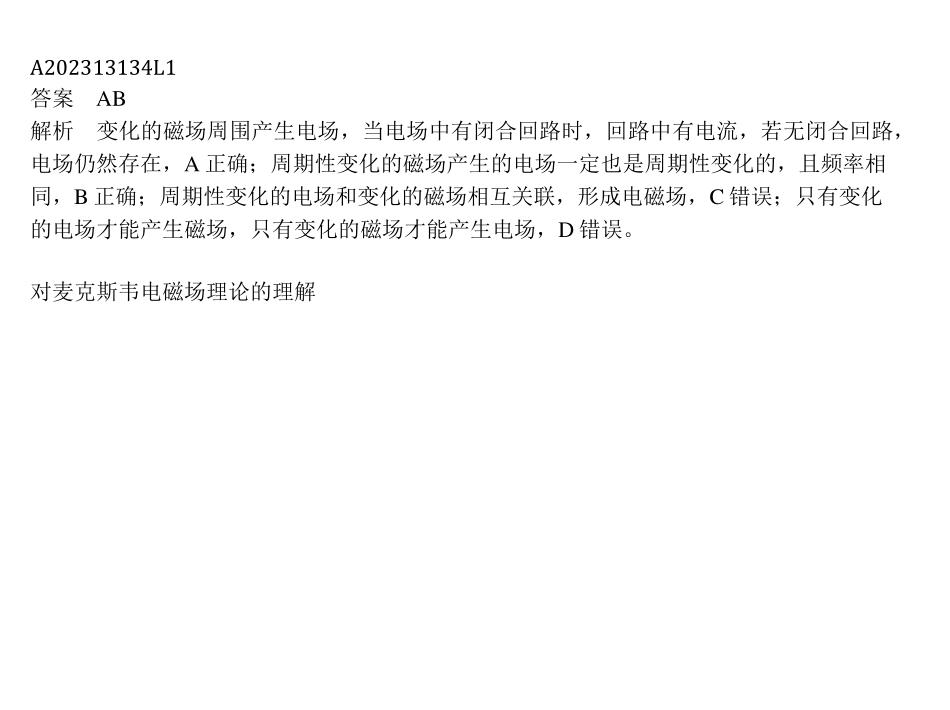 A202313134L1
答案　AB
解析　变化的磁场周围产生电场，当电场中有闭合回路时，回路中有电流，若无闭合回路，
电场仍然存在，A 正确；周期性变化的磁场产生的电场一定也是周期性变化的，且频率相
同，B 正确；周期性变化的电场和变化的磁场相互关联，形成电磁场，C 错误；只有变化
的电场才能产生磁场，只有变化的磁场才能产生电场，D 错误。
对麦克斯韦电磁场理论的理解